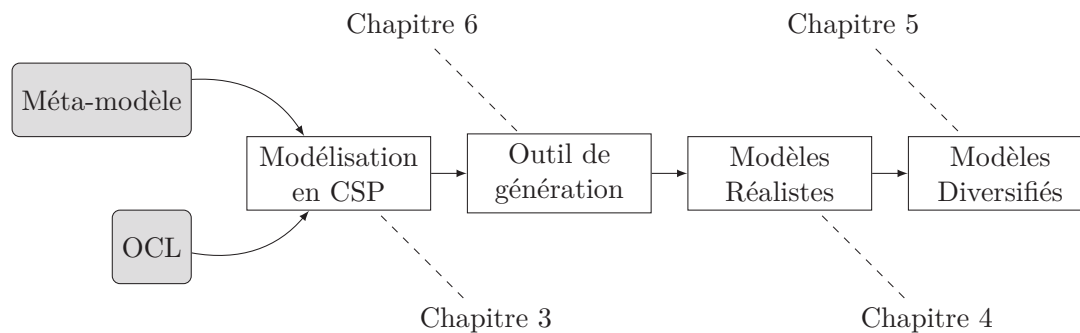 Chapitre 6
Chapitre 5
Méta-modèle
Modélisation
en CSP
Outil de
génération
Modèles
Réalistes
Modèles
Diversifiés
OCL
Chapitre 3
Chapitre 4